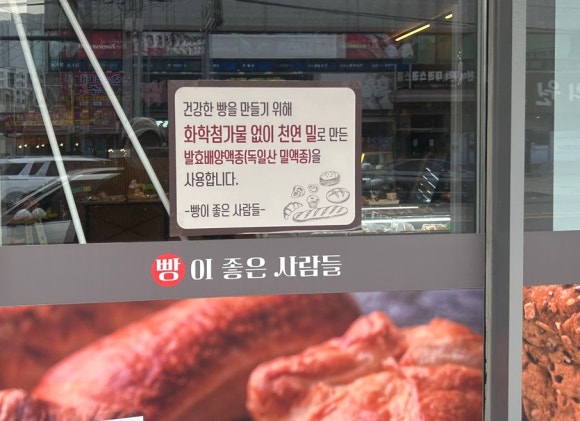 건강한 빵을 만들기 위해
화학첨가물 없이 천연 밀로 만든
발효배양액종(독일산 밀액종)을
사용합니다.
-빵이 좋은 사람들-
빵이 좋은 사람들